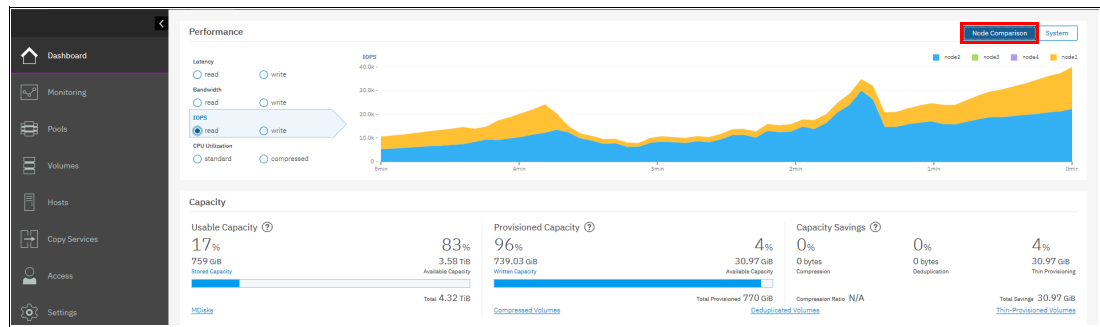 Dashboard
Monitoring
Pools
Volumes
Hosts
Copy Services
Access
Settings
Performance
Node Comparison
System
Latency
read
write
Bandwidth
read
write
IOPS
read
write
CPU Utilization
standard
compressed
IOPS
node2
node3
node4
node1
40.0k
30.0k
20.0k
10.0k
0
5min
4min
3min
2min
1min
0min
Capacity
Usable Capacity ?
17%
83%
759 GiB
3.58 TiB
Stored Capacity
Available Capacity
Total 4.32 TiB
MDisks
Provisioned Capacity ?
96%
4%
739.03 GiB
30.97 GiB
Written Capacity
Available Capacity
Total Provisioned 770 GiB
Compressed Volumes
Deduplicated Volumes
Capacity Savings ?
0%
0%
4%
0 bytes
0 bytes
30.97 GiB
Compression
Deduplication
Thin Provisioning
Compression Ratio N/A
Total Savings 30.97 GiB
Thin-Provisioned Volumes